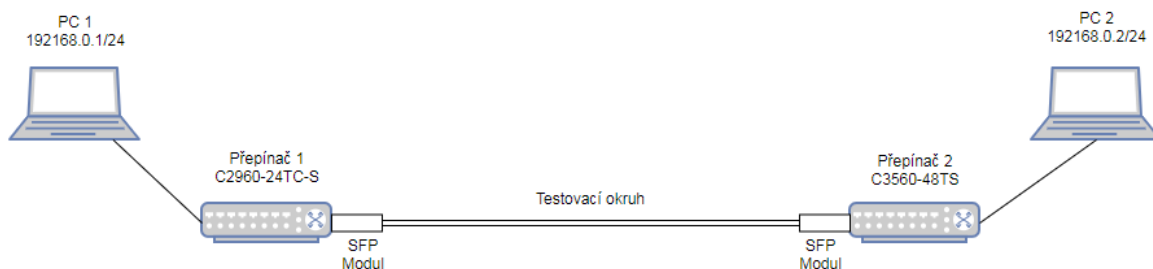 PC 1
192168.0.1/24
PC 2
192168.0.2/24
Přepínač 1
C2960-24TC-S
Přepínač 2
C3560-48TS
Testovací okruh
SFP
Modul
SFP
Modul